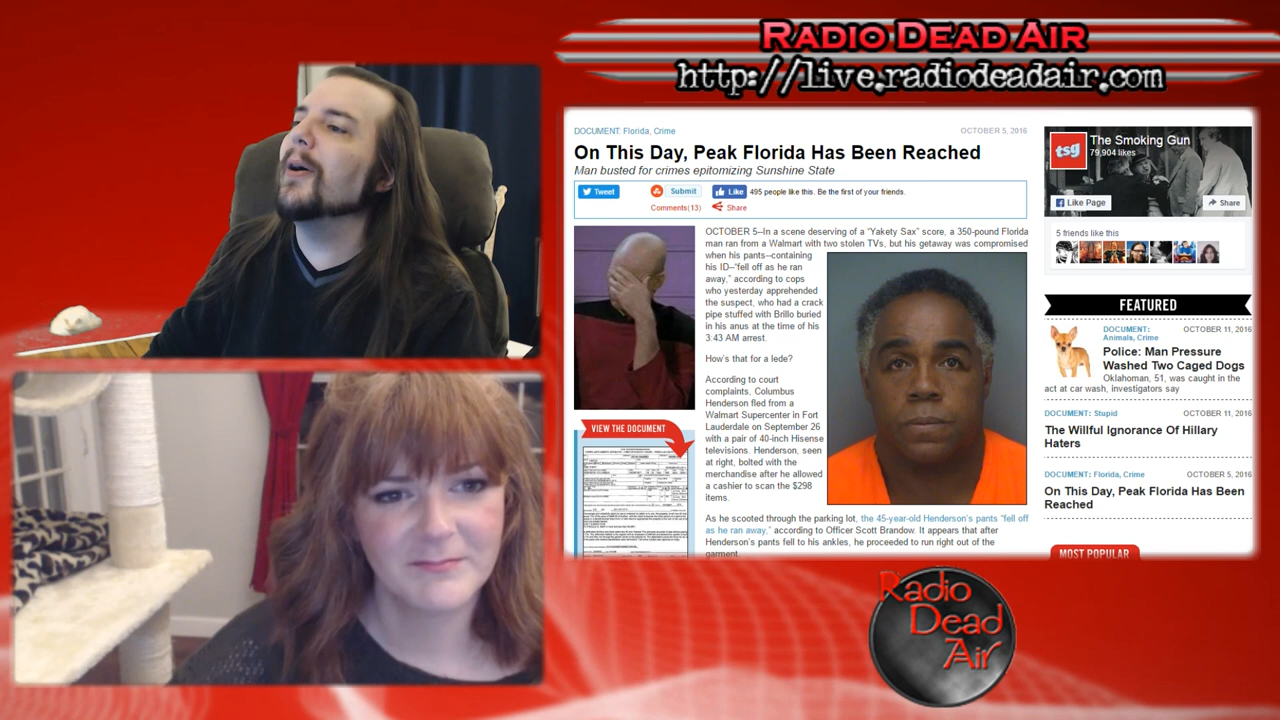 RADIO DEAD AIR
http://live.radiodeadair.com
DOCUMENT: Florida, Crime
OCTOBER 5, 2016
On This Day, Peak Florida Has Been Reached
Man busted for crimes epitomizing Sunshine State
Tweet
Submit
Like
495 people like this. Be the first of your friends.
Comments(13)
Share
OCTOBER 5--In a scene deserving of a "Yakety Sax" score, a 350-pound Florida
man ran from a Walmart with two stolen TVs, but his getaway was compromised
when his pants--containing
his ID--"fell off as he ran
away," according to cops
who yesterday apprehended
the suspect, who had a crack
pipe stuffed with Brillo buried
in his anus at the time of his
3:43 AM arrest.
How's that for a lede?
According to court
complaints, Columbus
Henderson fled from a
Walmart Supercenter in Fort
Lauderdale on September 26
with a pair of 40-inch Hisense
televisions. Henderson, seen
at right, bolted with the
merchandise after he allowed
a cashier to scan the $298
items.
As he scooted through the parking lot, the 45-year-old Henderson's pants "fell off
as he ran away," according to Officer Scott Brandow. It appears that after
Henderson's pants fell to his ankles, he proceeded to run right out of the
garment.
VIEW THE DOCUMENT
tsg
The Smoking Gun
79,904 likes
Like Page
Share
5 friends like this
FEATURED
DOCUMENT:
Animals, Crime
OCTOBER 11, 2016
Police: Man Pressure
Washed Two Caged Dogs
Oklahoman, 51, was caught in the
act at car wash, investigators say
DOCUMENT: Stupid
OCTOBER 11, 2016
The Willful Ignorance Of Hillary
Haters
DOCUMENT: Florida, Crime
OCTOBER 5, 2016
On This Day, Peak Florida Has Been
Reached
MOST POPULAR
Radio
Dead
Air